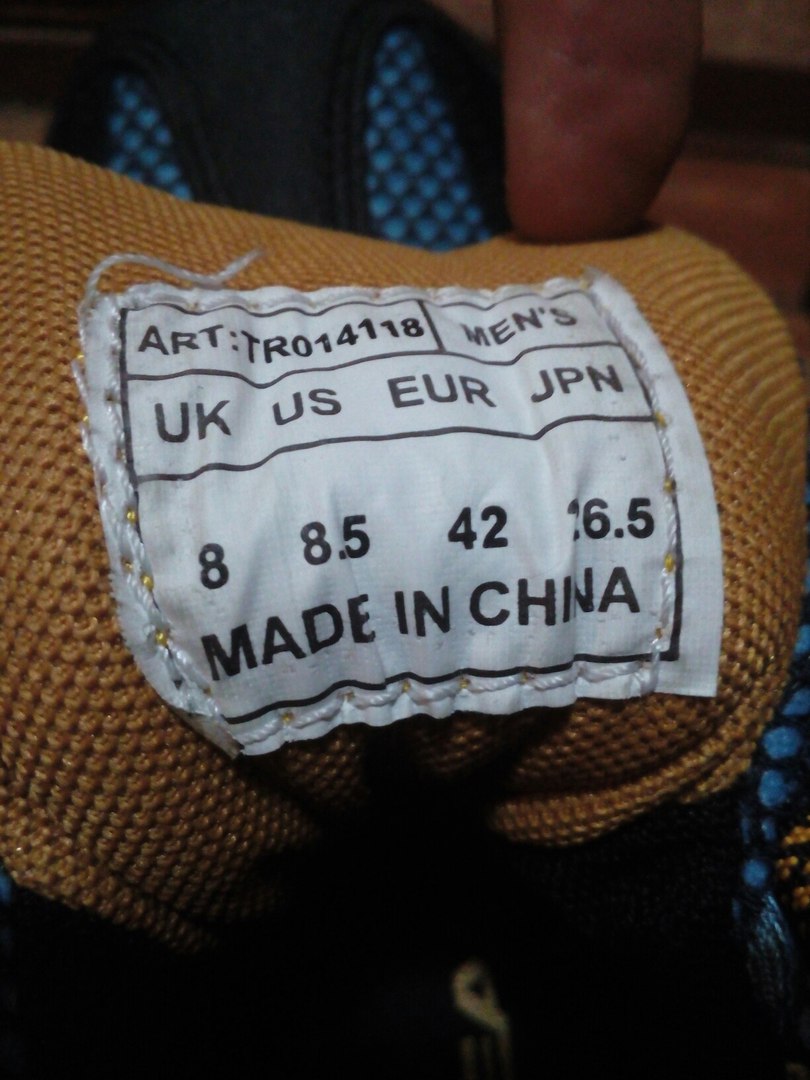 ART:TR014118 MEN'S
UK US EUR JPN
8 8.5 42 26.5
MADE IN CHINA